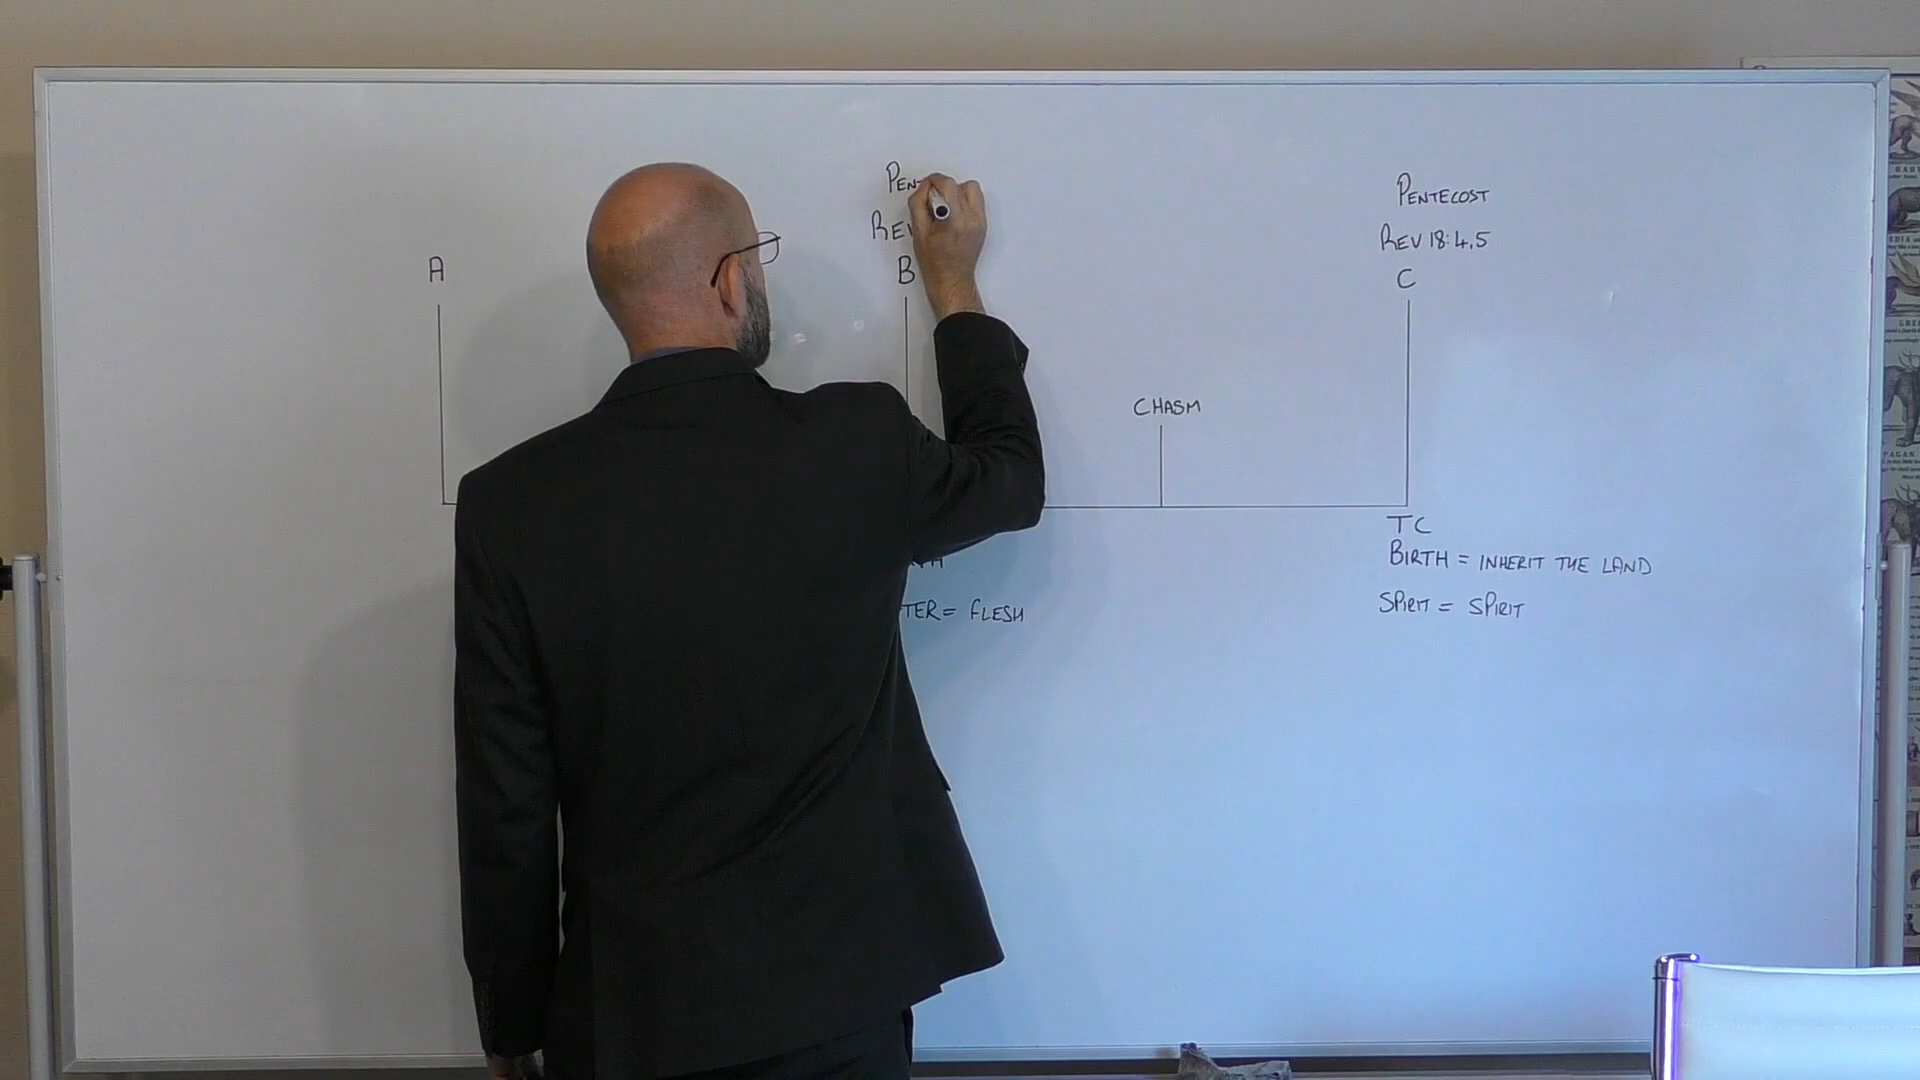 PENTECOST
REV 18:4,5
A
B
C
CHASM
TC
BIRTH = INHERIT THE LAND
= FLESH
SPIRIT = SPIRIT